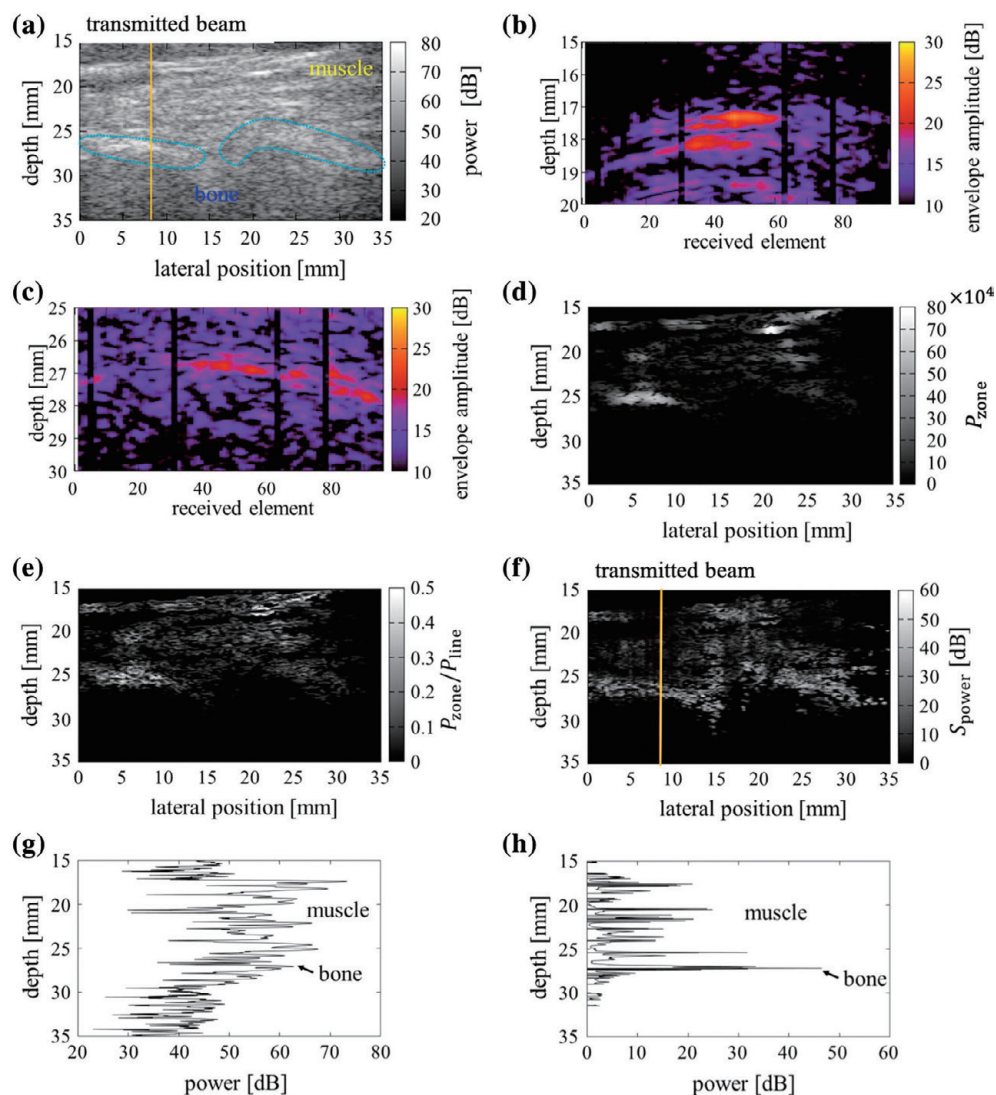 (a)
transmitted beam
15
20
25
30
35
depth [mm]
muscle
bone
0 5 10 15 20 25 30 35
lateral position [mm]
80
70
60
50
40
30
20
power [dB]
(b)
15
16
17
18
19
20
depth [mm]
0 20 40 60 80
received element
30
25
20
15
10
envelope amplitude [dB]
(c)
25
26
27
28
29
30
depth [mm]
0 20 40 60 80
received element
30
25
20
15
10
envelope amplitude [dB]
(d)
15
20
25
30
35
depth [mm]
0 5 10 15 20 25 30 35
lateral position [mm]
×10⁴
80
70
60
50
40
30
20
10
0
P_zone
(e)
15
20
25
30
35
depth [mm]
0 5 10 15 20 25 30 35
lateral position [mm]
0.5
0.4
0.3
0.2
0.1
0
P_zone/P_line
(f)
transmitted beam
15
20
25
30
35
depth [mm]
0 5 10 15 20 25 30 35
lateral position [mm]
60
50
40
30
20
10
0
S_power [dB]
(g)
15
20
25
30
35
depth [mm]
muscle
bone
20 30 40 50 60 70 80
power [dB]
(h)
15
20
25
30
35
depth [mm]
muscle
bone
0 10 20 30 40 50 60
power [dB]